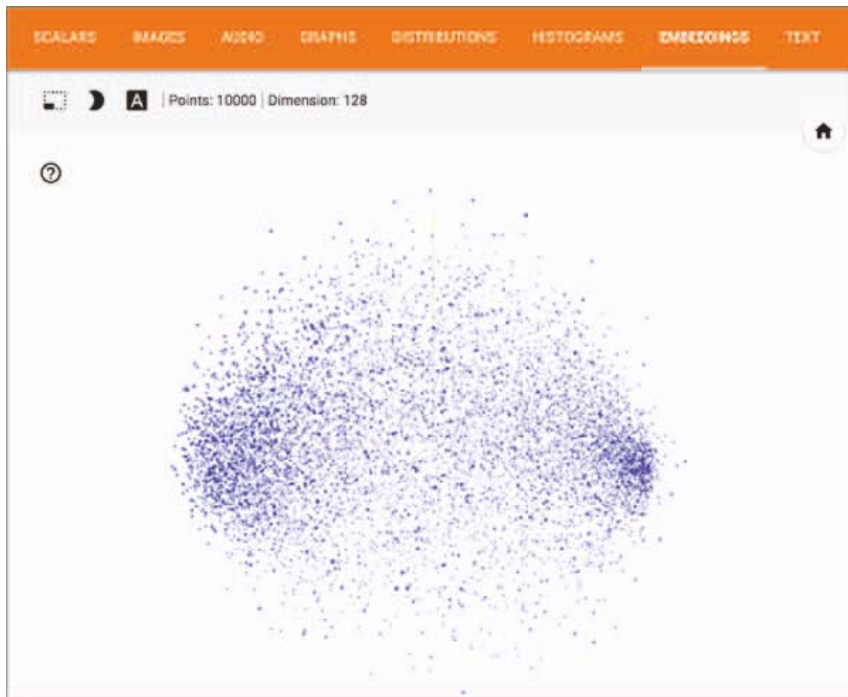 SCALARS IMAGES AUDIO GRAPHS DISTRIBUTIONS HISTOGRAMS EMBEDDINGS TEXT
A | Points: 10000 | Dimension: 128
?